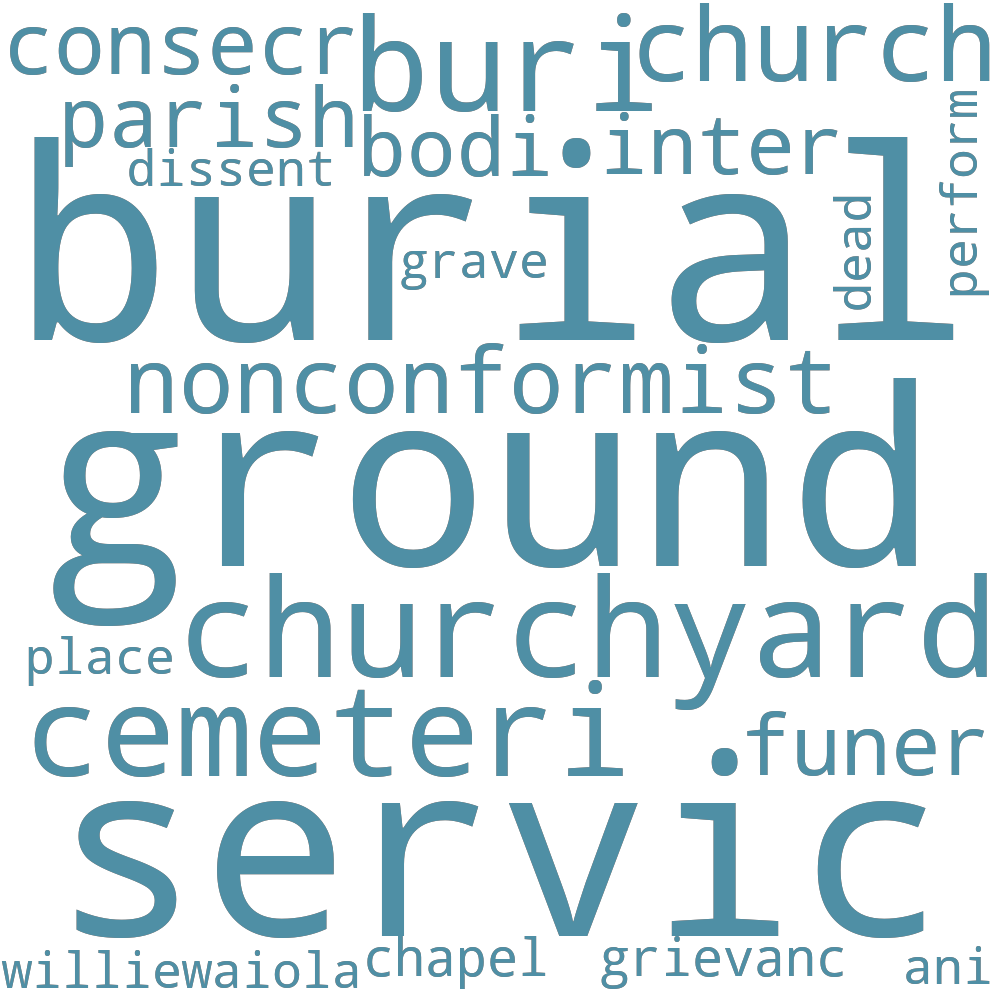 consecr
buri
church
parish
bodi
inter
dissent
perform
burial
dead
grave
nonconformist
ground
churchyard
place
cemeteri
funer
servic
williewaiola
chapel
grievanc
ani